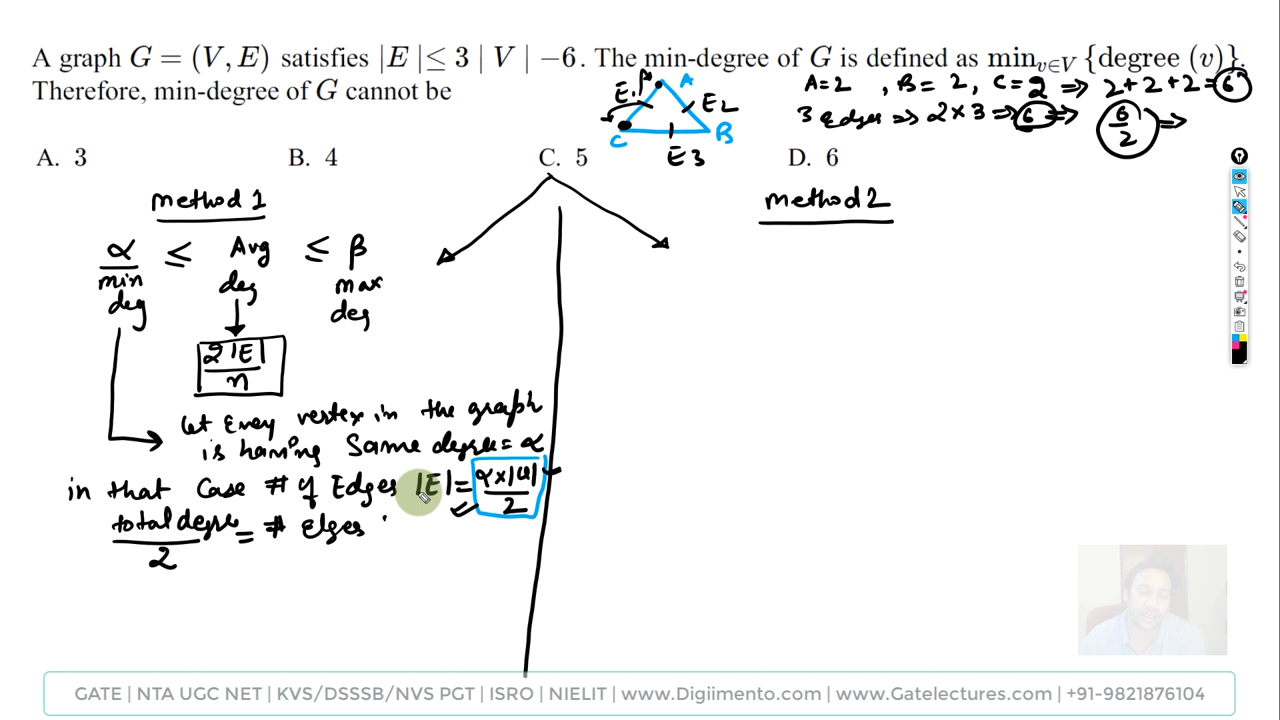 A graph G = (V, E) satisfies |E| ≤ 3 | V | −6. The min-degree of G is defined as min_{v∈V} {degree (v)}.
Therefore, min-degree of G cannot be
A=2 , B= 2, C= 2 ⇒ 2+2+2=6
3 edges ⇒ 2×3 ⇒ 6 ⇒ 6/2 ⇒
A
E1
E2
C
B
E3
A. 3 B. 4 C. 5 D. 6
method 1
method 2
α ≤ Avg ≤ β
min deg max
deg deg
2|E|
n
let Every vertex in the graph
is having Same degree = α
in that Case # of Edges |E| = α×|V|
2
total degree = # Edges
2
GATE | NTA UGC NET | KVS/DSSSB/NVS PGT | ISRO | NIELIT | www.Digiimento.com | www.Gatelectures.com | +91-9821876104